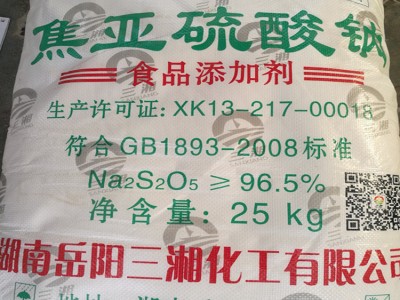 焦亚硫酸钠
食品添加剂
生产许可证：XK13-217-00018
符合GB1893-2008标准
Na₂S₂O₅ ≥ 96.5%
净含量：25 kg
湖南岳阳三湘化工有限公司